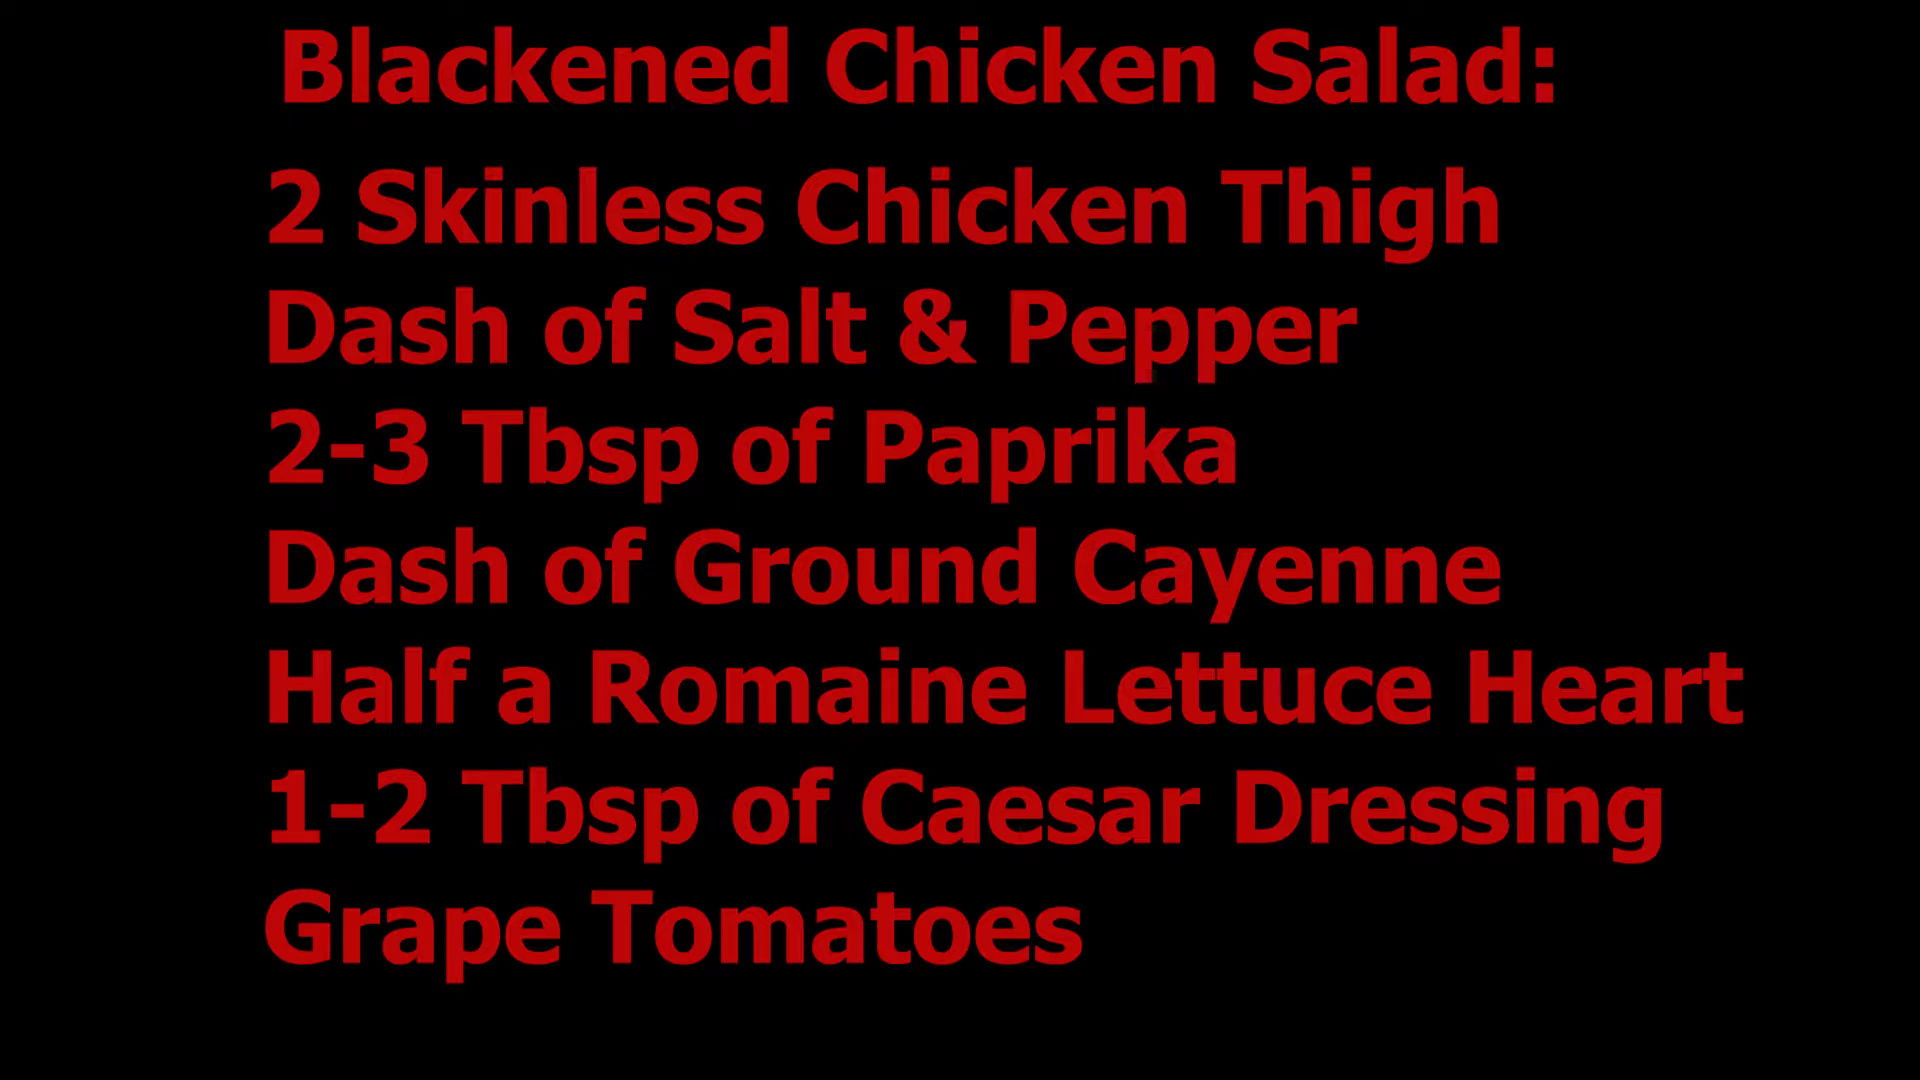 Blackened Chicken Salad:
2 Skinless Chicken Thigh
Dash of Salt & Pepper
2-3 Tbsp of Paprika
Dash of Ground Cayenne
Half a Romaine Lettuce Heart
1-2 Tbsp of Caesar Dressing
Grape Tomatoes